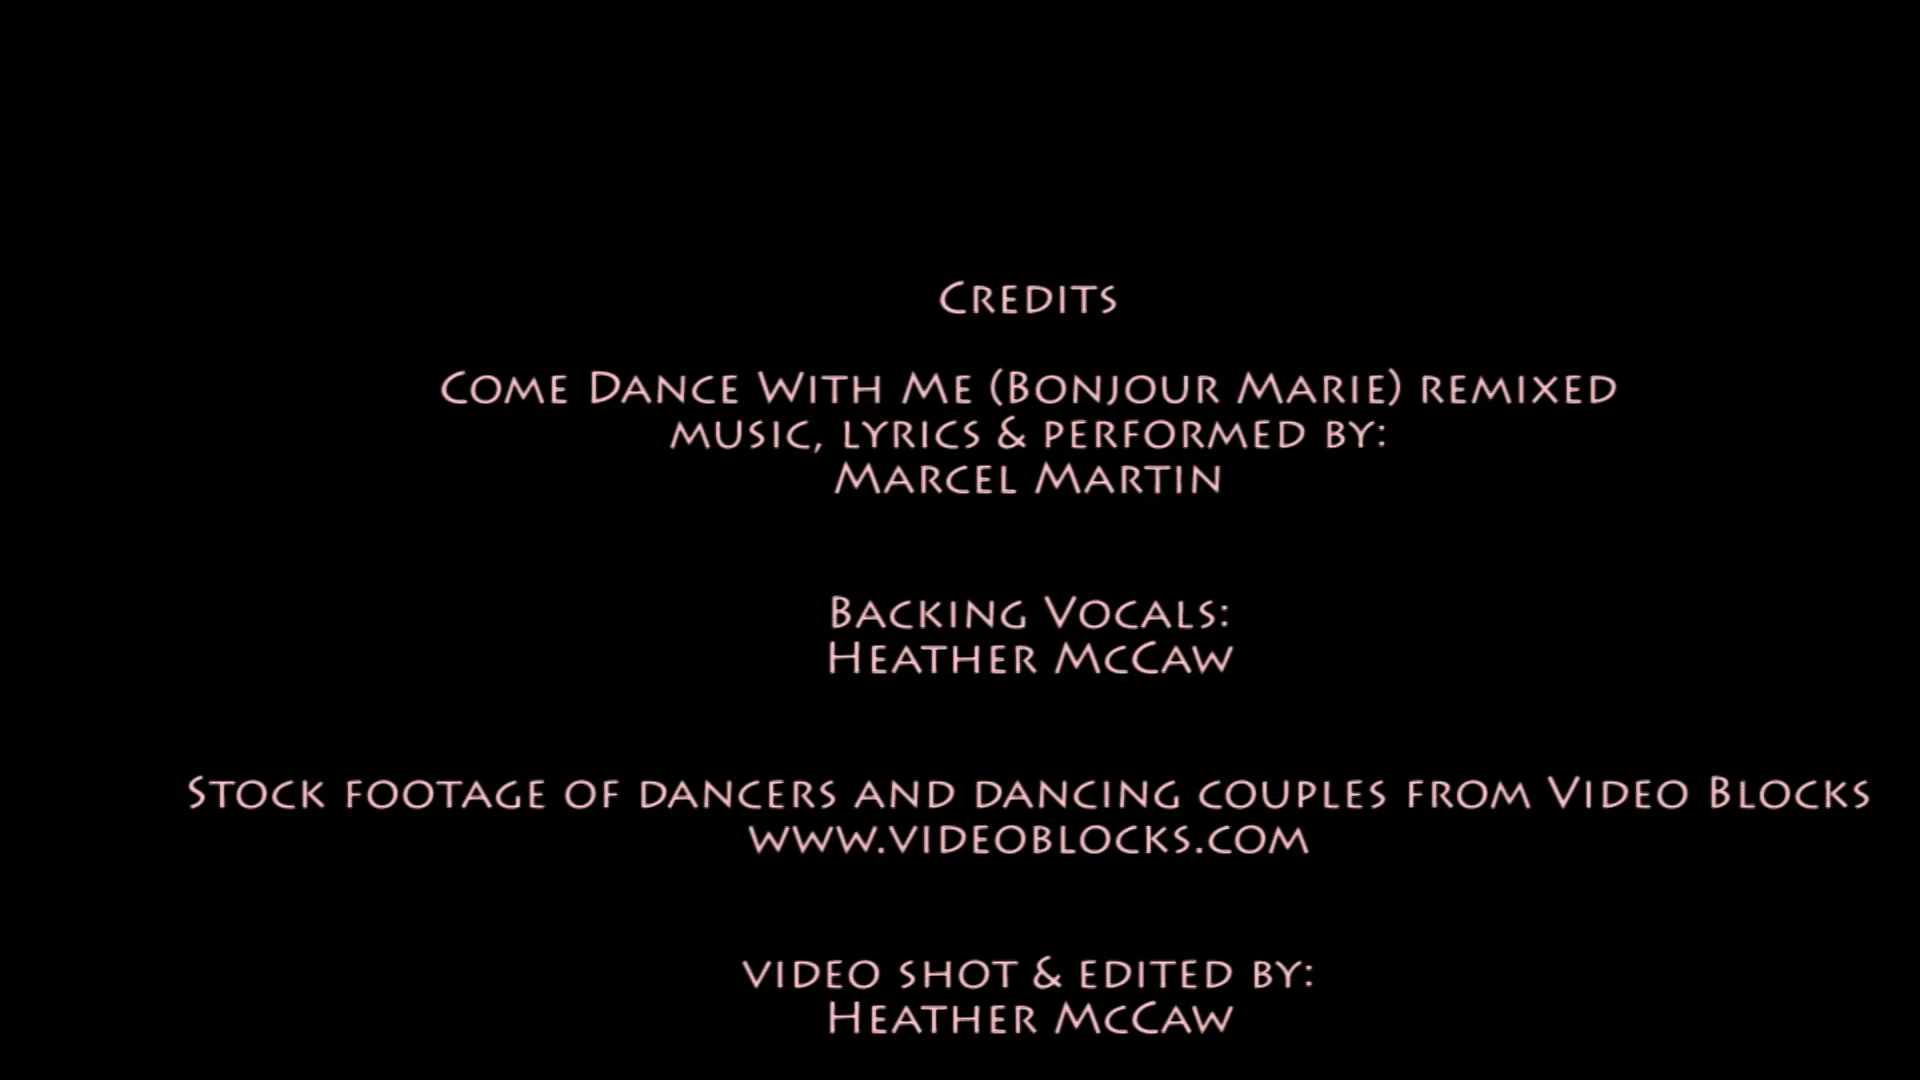 Credits
Come Dance With Me (Bonjour Marie) remixed
music, lyrics & performed by:
Marcel Martin
Backing Vocals:
Heather McCaw
Stock footage of dancers and dancing couples from Video Blocks
www.videoblocks.com
video shot & edited by:
Heather McCaw